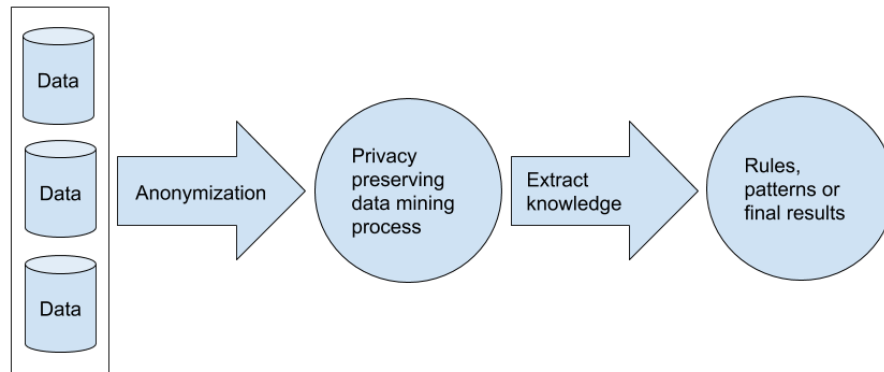 Data
Data
Data
Anonymization
Privacy
preserving
data mining
process
Extract
knowledge
Rules,
patterns or
final results